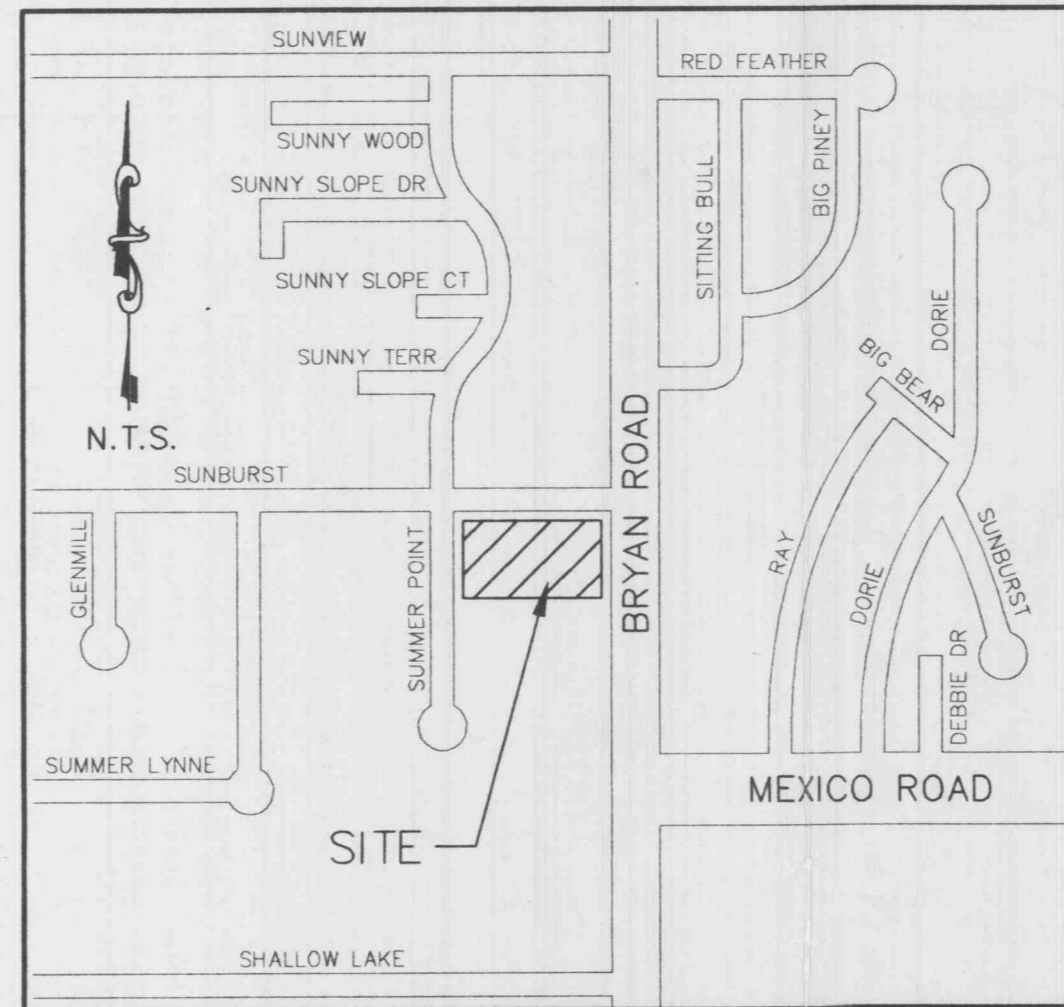 SUNVIEW
RED FEATHER
SUNNY WOOD
BIG PINEY
SITTING BULL
SUNNY SLOPE DR
DORIE
SUNNY SLOPE CT
SUNNY TERR
BIG BEAR
N.T.S.
SUNBURST
BRYAN ROAD
GLENMILL
SUMMER POINT
RAY
DORIE
SUNBURST
DEBBIE DR
SUMMER LYNNE
MEXICO ROAD
SITE
SHALLOW LAKE